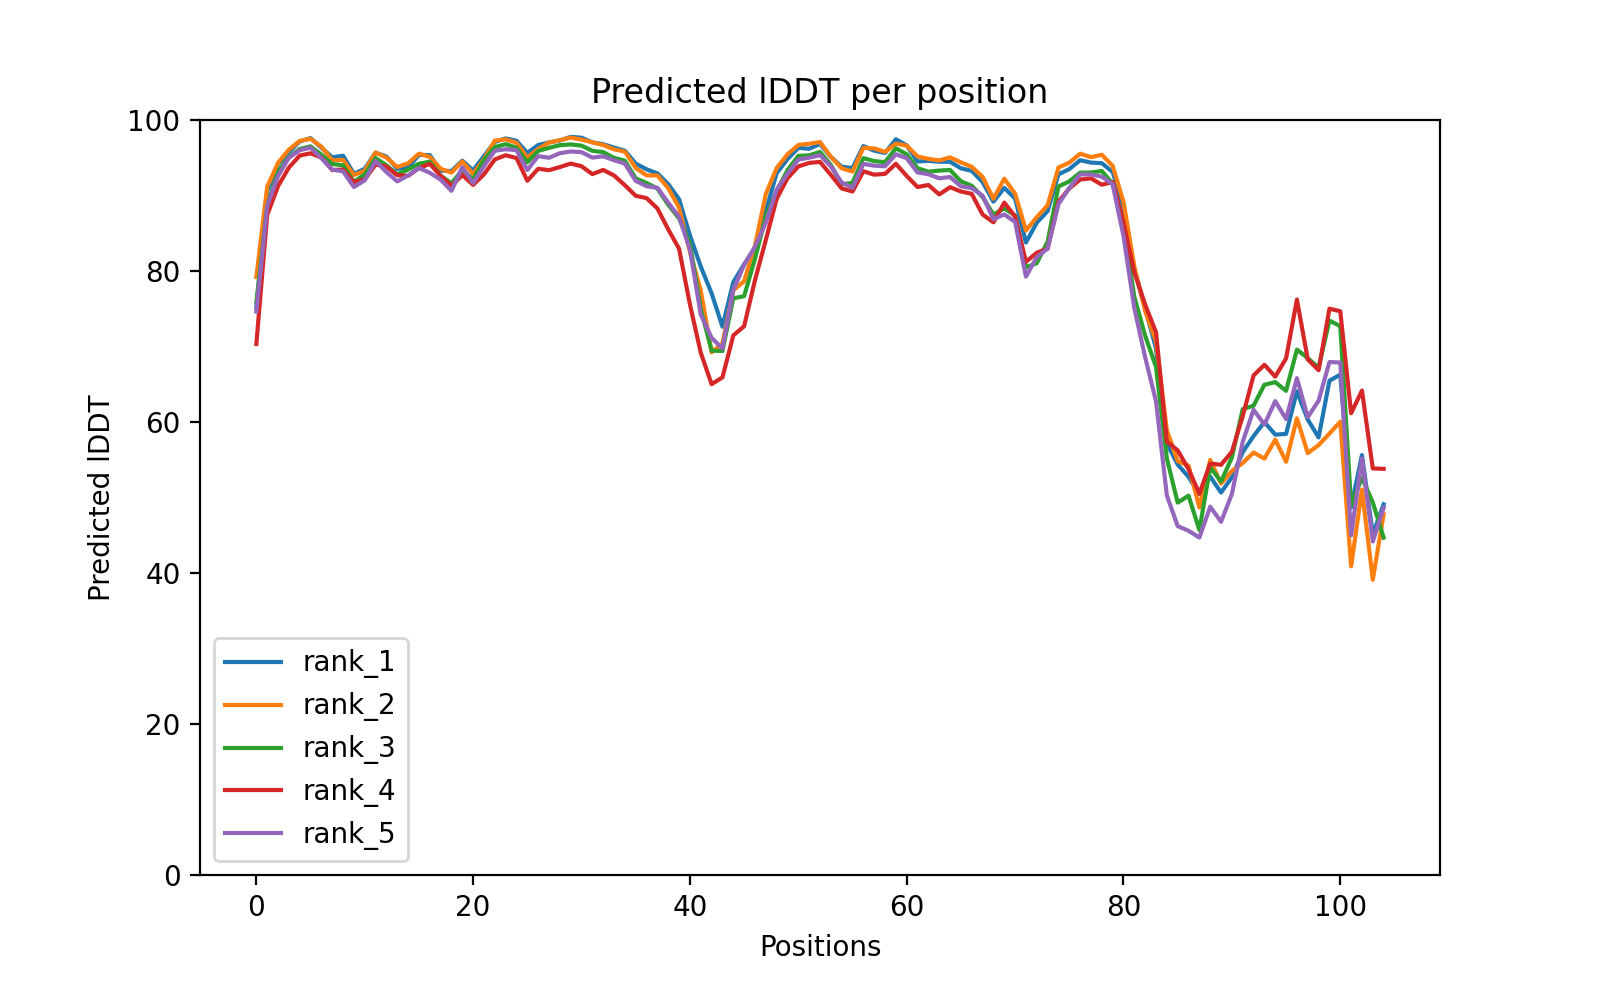 Predicted lDDT per position
100
80
60
40
20
0
Predicted lDDT
rank_1
rank_2
rank_3
rank_4
rank_5
0 20 40 60 80 100
Positions